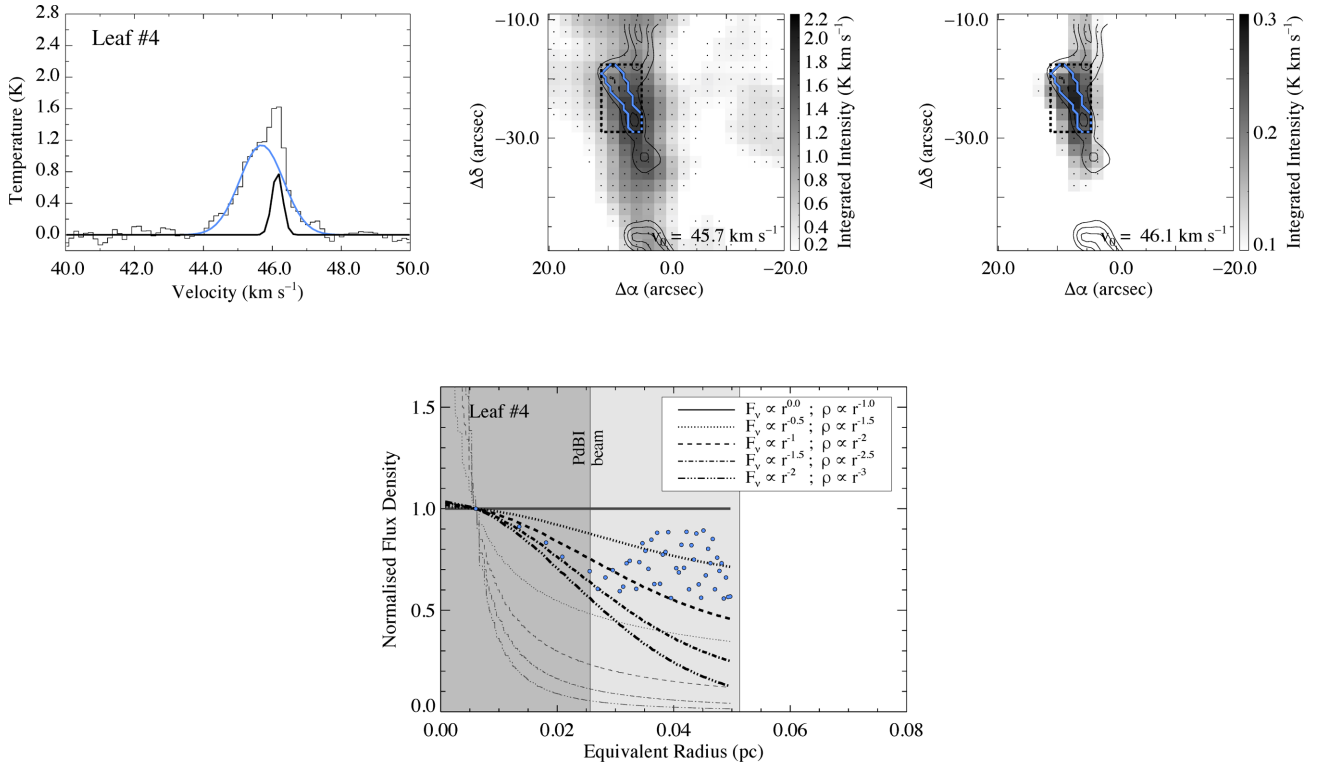 Leaf #4
Temperature (K)
2.8
2.4
2.0
1.6
1.2
0.8
0.4
0.0
40.0 42.0 44.0 46.0 48.0 50.0
Velocity (km s⁻¹)
−10.0
−30.0
Δδ (arcsec)
20.0 0.0 −20.0
Δα (arcsec)
= 45.7 km s⁻¹
2.2
2.0
1.8
1.6
1.4
1.2
1.0
0.8
0.6
0.4
0.2
Integrated Intensity (K km s⁻¹)
−10.0
−30.0
Δδ (arcsec)
20.0 0.0 −20.0
Δα (arcsec)
= 46.1 km s⁻¹
0.3
0.2
0.1
Integrated Intensity (K km s⁻¹)
Leaf #4
PdBI
beam
F_ν ∝ r^0.0 ; ρ ∝ r^-1.0
F_ν ∝ r^-0.5 ; ρ ∝ r^-1.5
F_ν ∝ r^-1 ; ρ ∝ r^-2
F_ν ∝ r^-1.5 ; ρ ∝ r^-2.5
F_ν ∝ r^-2 ; ρ ∝ r^-3
Normalised Flux Density
1.5
1.0
0.5
0.0
0.00 0.02 0.04 0.06 0.08
Equivalent Radius (pc)